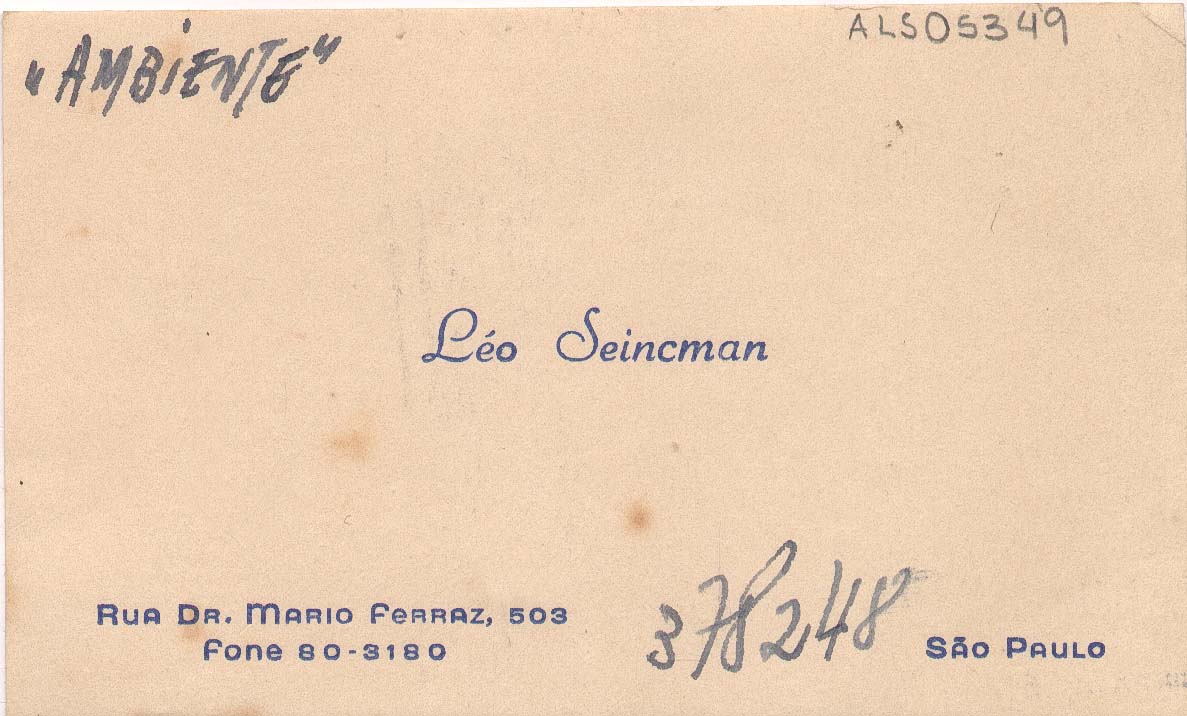 „AMBIENTE"
ALS05349
Léo Seincman
Rua Dr. Mario Ferraz, 503
Fone 80-3180
378248
São Paulo